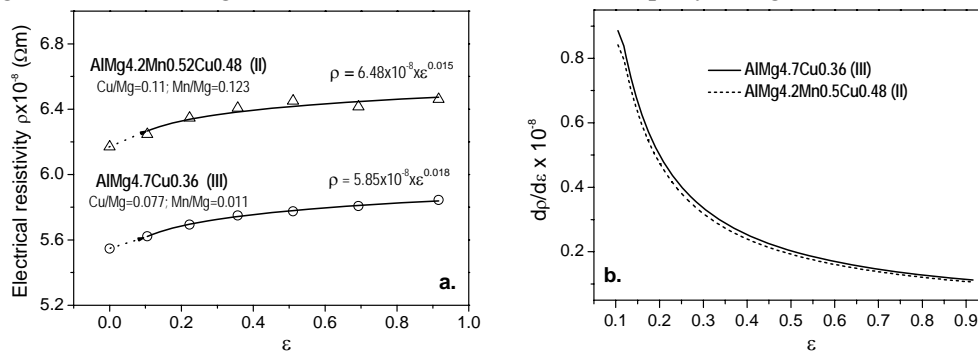 6.8
6.4
6.0
5.6
5.2
Electrical resistivity ρx10⁻⁸ (Ωm)
AlMg4.2Mn0.52Cu0.48 (II)
Cu/Mg=0.11; Mn/Mg=0.123
ρ = 6.48x10⁻⁸xε⁰·⁰¹⁵
AlMg4.7Cu0.36 (III)
Cu/Mg=0.077; Mn/Mg=0.011
ρ = 5.85x10⁻⁸xε⁰·⁰¹⁸
a.
0.0 0.2 0.4 0.6 0.8 1.0
ε
0.8
0.6
0.4
0.2
dρ/dε x 10⁻⁸
AlMg4.7Cu0.36 (III)
AlMg4.2Mn0.5Cu0.48 (II)
b.
0.1 0.2 0.3 0.4 0.5 0.6 0.7 0.8 0.9
ε